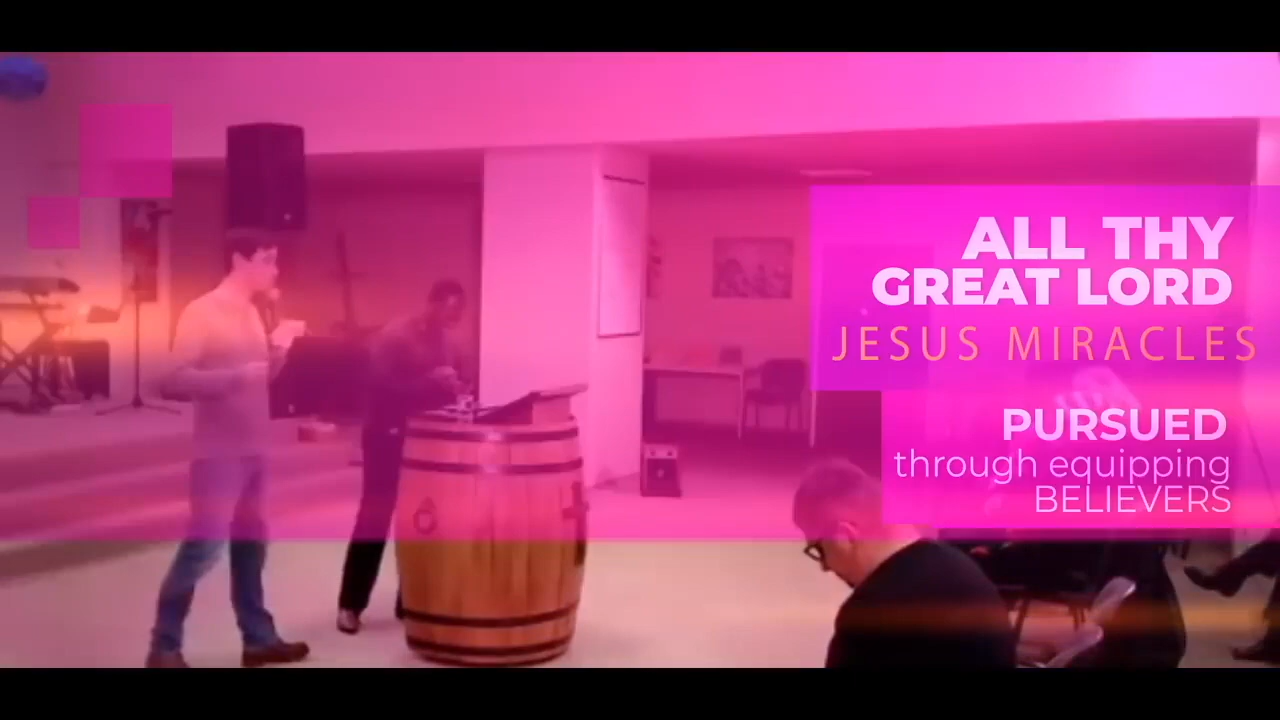 ALL THY
GREAT LORD
JESUS MIRACLES
PURSUED
through equipping
BELIEVERS